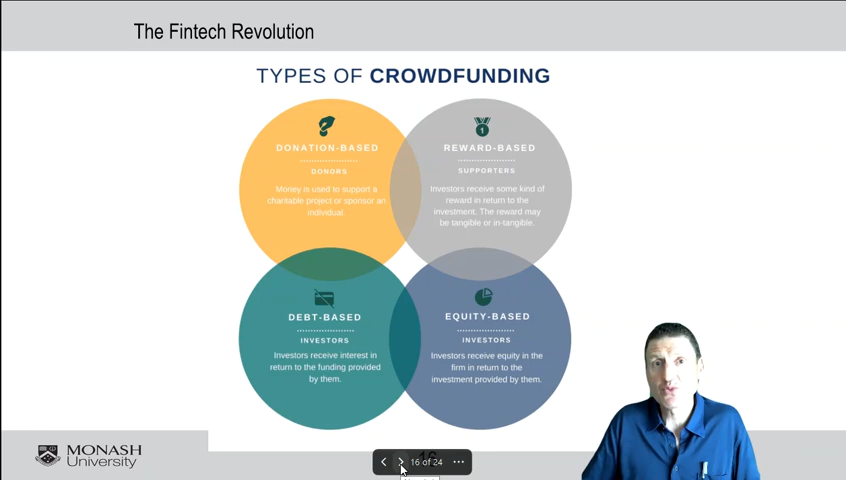 The Fintech Revolution
TYPES OF CROWDFUNDING
DONATION-BASED
DONORS
Money is used to support a
charitable project or sponsor an
individual.
1
REWARD-BASED
SUPPORTERS
Investors receive some kind of
reward in return to the
investment. The reward may
be tangible or in-tangible.
DEBT-BASED
INVESTORS
Investors receive interest in
return to the funding provided
by them.
EQUITY-BASED
INVESTORS
Investors receive equity in the
firm in return to the
investment provided by them.
MONASH
University
16 of 24